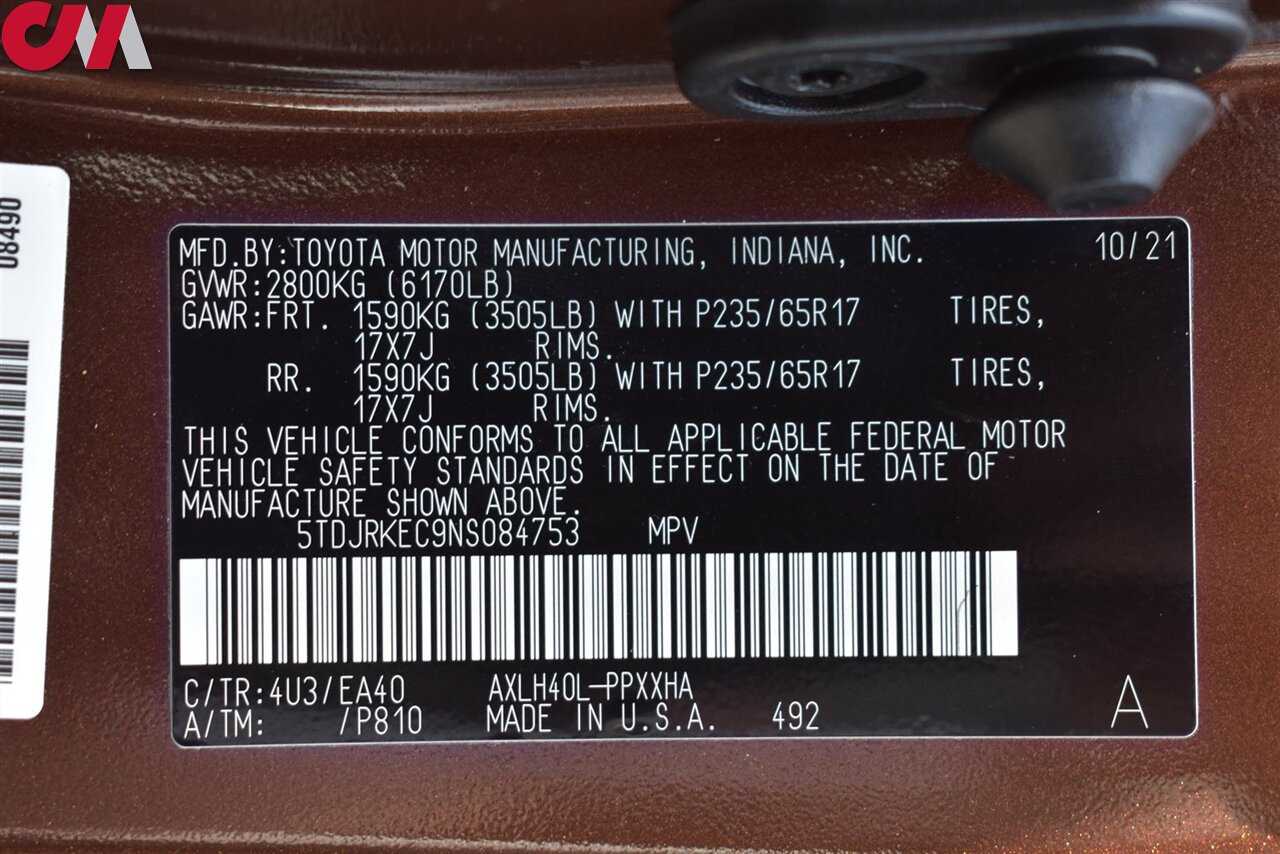 CM
08490
MFD.BY:TOYOTA MOTOR MANUFACTURING, INDIANA, INC. 10/21
GVWR:2800KG (6170LB)
GAWR:FRT. 1590KG (3505LB) WITH P235/65R17 TIRES,
17X7J RIMS.
RR. 1590KG (3505LB) WITH P235/65R17 TIRES,
17X7J RIMS.
THIS VEHICLE CONFORMS TO ALL APPLICABLE FEDERAL MOTOR
VEHICLE SAFETY STANDARDS IN EFFECT ON THE DATE OF
MANUFACTURE SHOWN ABOVE.
5TDJRKEC9NS084753 MPV
C/TR:4U3/EA40 AXLH40L-PPXXHA
A/TM: /P810 MADE IN U.S.A. 492 A